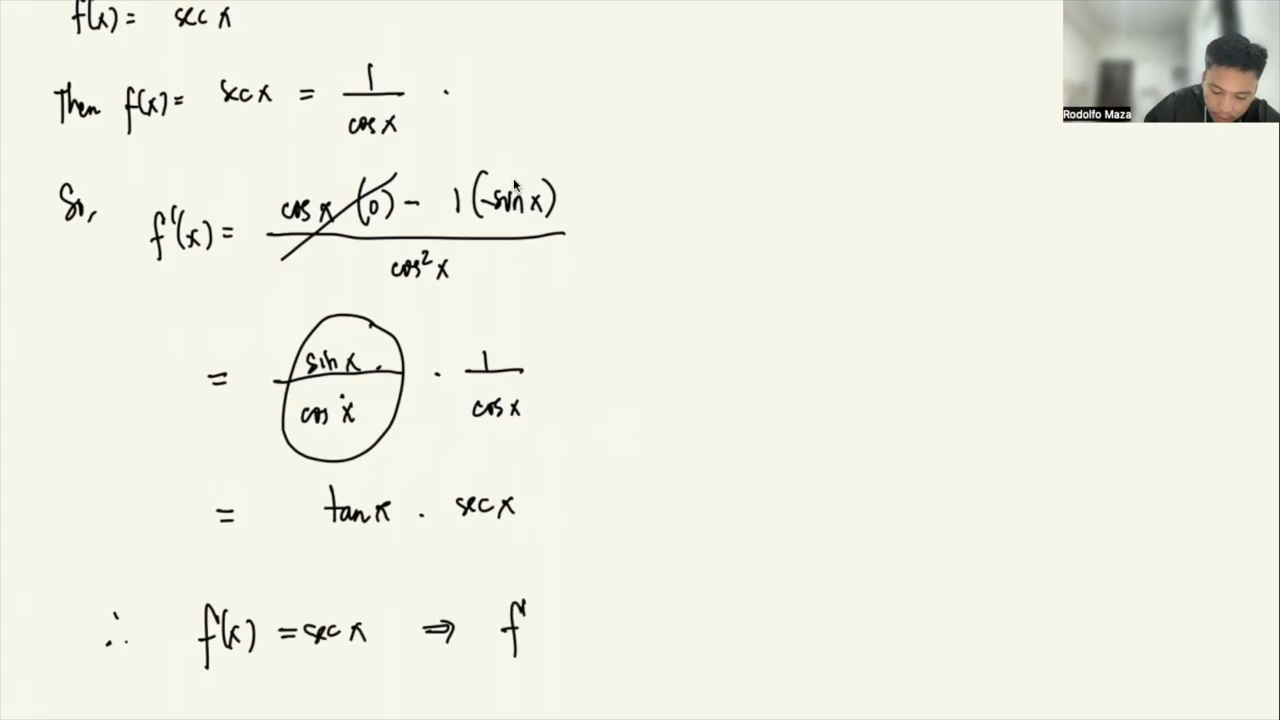 f(x) = sec x
Rodolfo Maza
Then f(x) = sec x = 1/cos x .
So, f'(x) = cos x (0) - 1(-sin x) / cos² x
= sin x / cos x · 1 / cos x
= tan x · sec x
∴ f(x) = sec x ⇒ f'